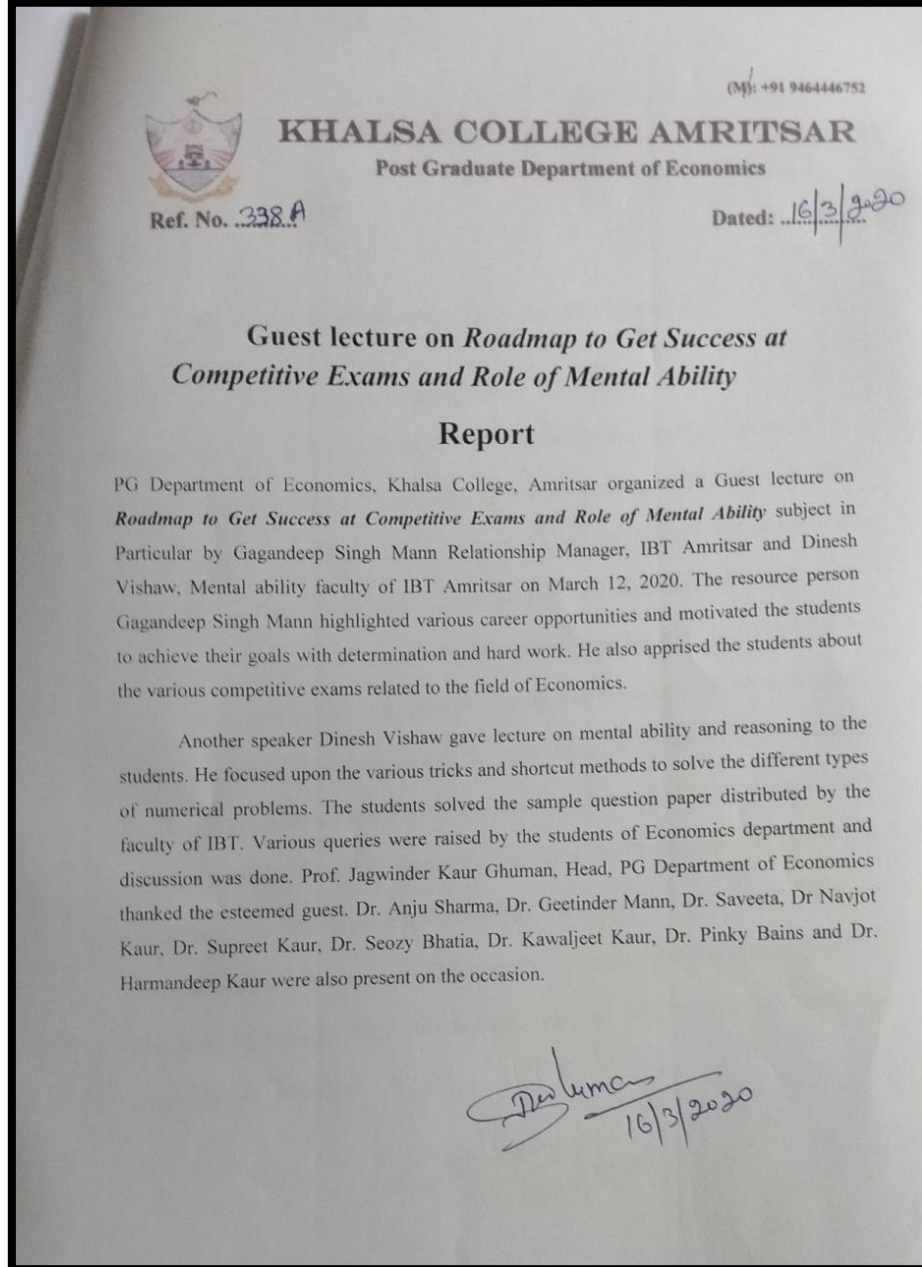 (M): +91 9464446752
KHALSA COLLEGE AMRITSAR
Post Graduate Department of Economics
Ref. No. ..338.A
Dated: ..16/3/2020
Guest lecture on Roadmap to Get Success at
Competitive Exams and Role of Mental Ability
Report
PG Department of Economics, Khalsa College, Amritsar organized a Guest lecture on
Roadmap to Get Success at Competitive Exams and Role of Mental Ability subject in
Particular by Gagandeep Singh Mann Relationship Manager, IBT Amritsar and Dinesh
Vishaw, Mental ability faculty of IBT Amritsar on March 12, 2020. The resource person
Gagandeep Singh Mann highlighted various career opportunities and motivated the students
to achieve their goals with determination and hard work. He also apprised the students about
the various competitive exams related to the field of Economics.
Another speaker Dinesh Vishaw gave lecture on mental ability and reasoning to the
students. He focused upon the various tricks and shortcut methods to solve the different types
of numerical problems. The students solved the sample question paper distributed by the
faculty of IBT. Various queries were raised by the students of Economics department and
discussion was done. Prof. Jagwinder Kaur Ghuman, Head, PG Department of Economics
thanked the esteemed guest. Dr. Anju Sharma, Dr. Geetinder Mann, Dr. Saveeta, Dr Navjot
Kaur, Dr. Supreet Kaur, Dr. Seozy Bhatia, Dr. Kawaljeet Kaur, Dr. Pinky Bains and Dr.
Harmandeep Kaur were also present on the occasion.
16/3/2020